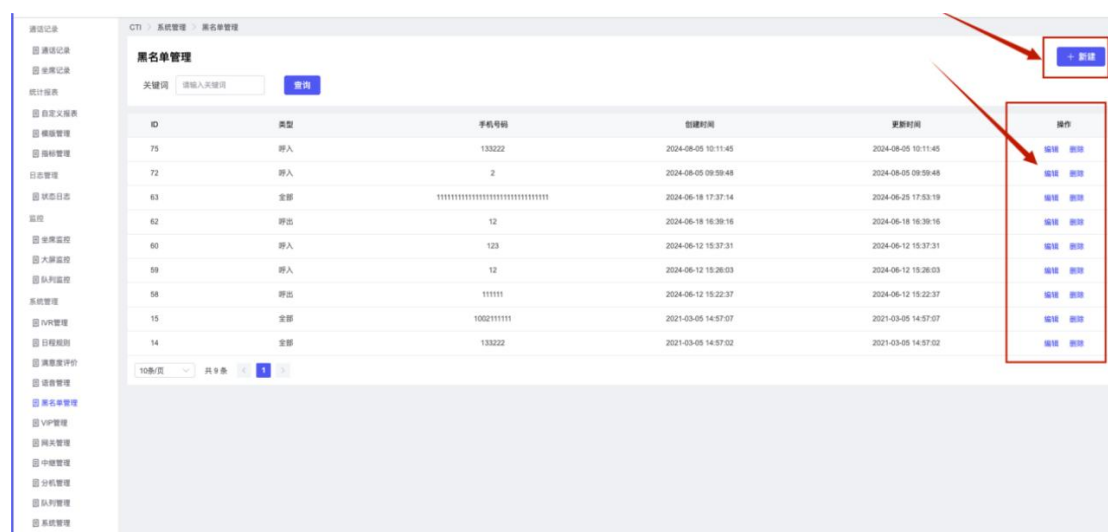 通话记录
通话记录
坐席记录
统计报表
自定义报表
模版管理
指标管理
日志管理
状态日志
监控
坐席监控
大屏监控
队列监控
系统管理
IVR管理
日程规则
满意度评价
语音管理
黑名单管理
VIP管理
网关管理
中继管理
分机管理
队列管理
系统管理
CTI > 系统管理 > 黑名单管理
黑名单管理
+ 新建
关键词 请输入关键词 查询
ID 类型 手机号码 创建时间 更新时间 操作
75 呼入 133222 2024-08-05 10:11:45 2024-08-05 10:11:45 编辑 删除
72 呼入 2 2024-08-05 09:59:48 2024-08-05 09:59:48 编辑 删除
63 全部 2024-06-18 17:37:14 2024-06-25 17:53:19 编辑 删除
62 呼出 12 2024-06-18 16:39:16 2024-06-18 16:39:16 编辑 删除
60 呼入 123 2024-06-12 15:37:31 2024-06-12 15:37:31 编辑 删除
59 呼入 12 2024-06-12 15:26:03 2024-06-12 15:26:03 编辑 删除
58 呼出 111111 2024-06-12 15:22:37 2024-06-12 15:22:37 编辑 删除
15 全部 1002111111 2021-03-05 14:57:07 2021-03-05 14:57:07 编辑 删除
14 全部 133222 2021-03-05 14:57:02 2021-03-05 14:57:02 编辑 删除
10条/页 共 9 条 < 1 >